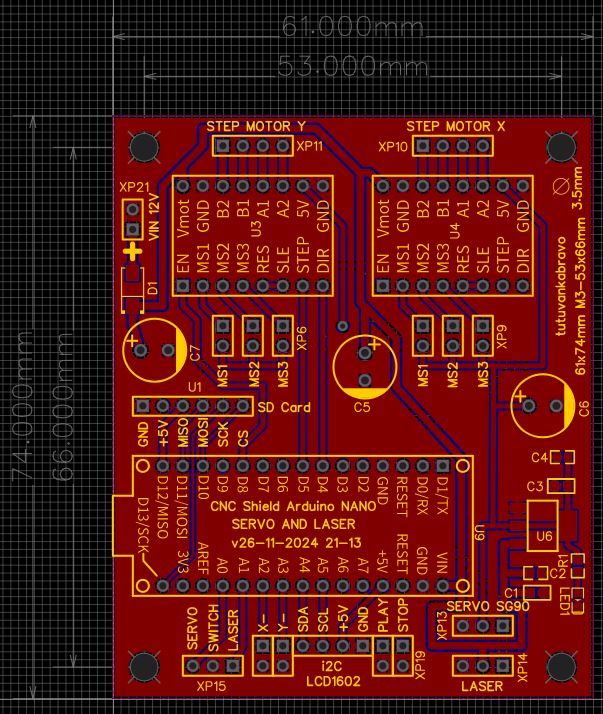 61.000mm
53.000mm
STEP MOTOR Y
STEP MOTOR X
XP11
XP10
XP21
VIN 12V
Vmot GND B2 B1 A1 A2 5V GND
U3
EN MS1 MS2 MS3 RES SLE STEP DIR
Vmot GND B2 B1 A1 A2 5V GND
U4
EN MS1 MS2 MS3 RES SLE STEP DIR
3.5mm
tutuvankabravo
61x74mm M3-53x66mm
+
D1
+
C7
XP6
MS1 MS2 MS3
+
C5
XP9
MS1 MS2 MS3
+
C6
U1
SD Card
GND +5V MISO MOSI SCK CS
74.000mm
66.000mm
C4
C3
U6
R1
C2
C1
LED1
D12/MISO D11/MOSI D10 D9 D8 D7 D6 D5 D4 D3 D2 GND RESET D0/RX D1/TX
CNC Shield Arduino NANO
SERVO AND LASER
v26-11-2024 21-13
U9
D13/SCK 3V3 AREF A0 A1 A2 A3 A4 A5 A6 A7 +5V RESET GND VIN
SERVO SWITCH LASER
X- Y- SDA SCL +5V GND PLAY STOP
XP15
i2C
LCD1602
XP19
SERVO SG90
XP13
XP14
LASER